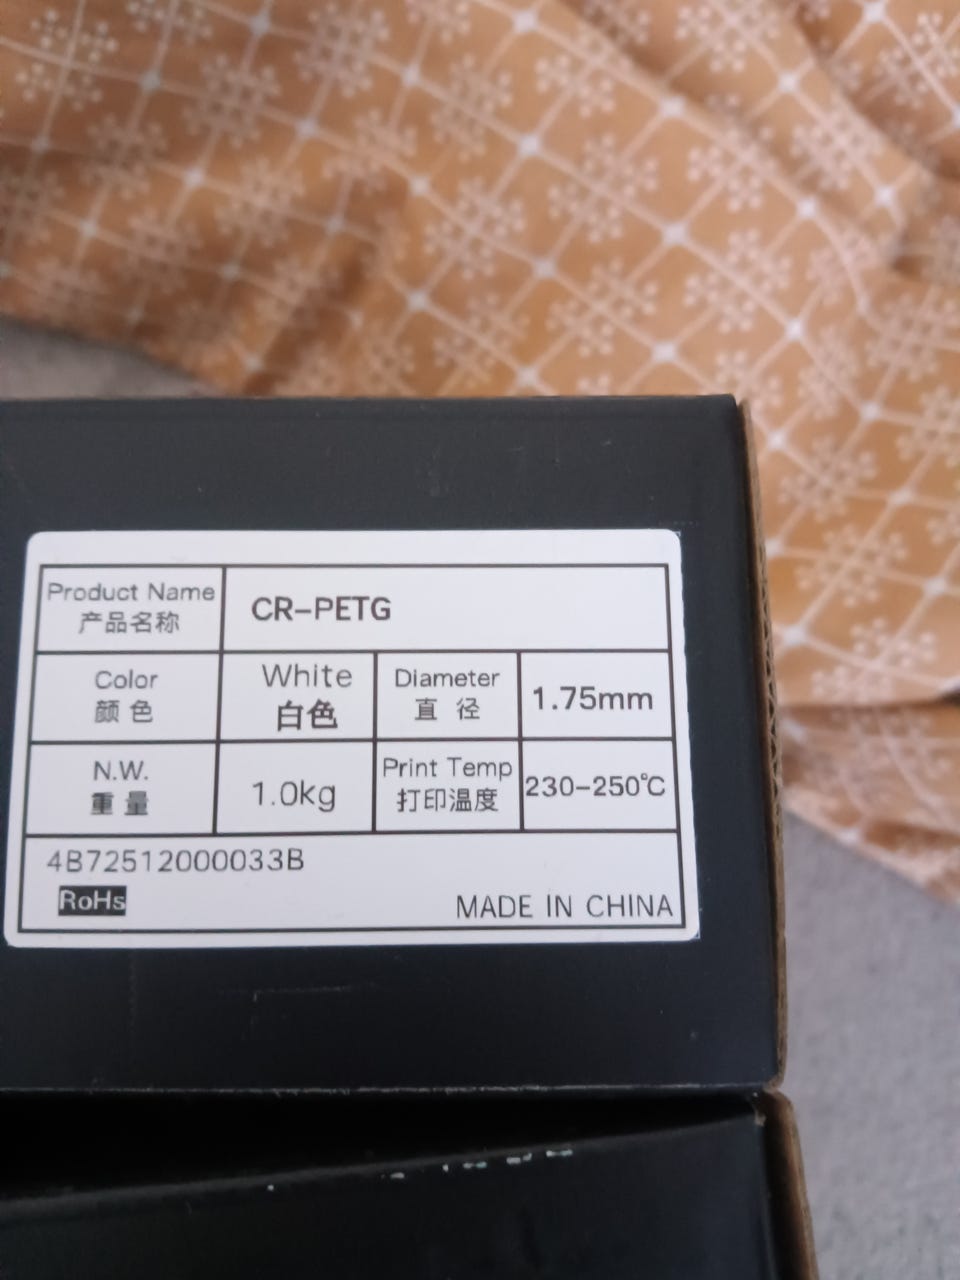 Product Name
产品名称
CR-PETG
Color
颜色
White
白色
Diameter
直径
1.75mm
N.W.
重量
1.0kg
Print Temp
打印温度
230-250℃
4B72512000033B
RoHs
MADE IN CHINA